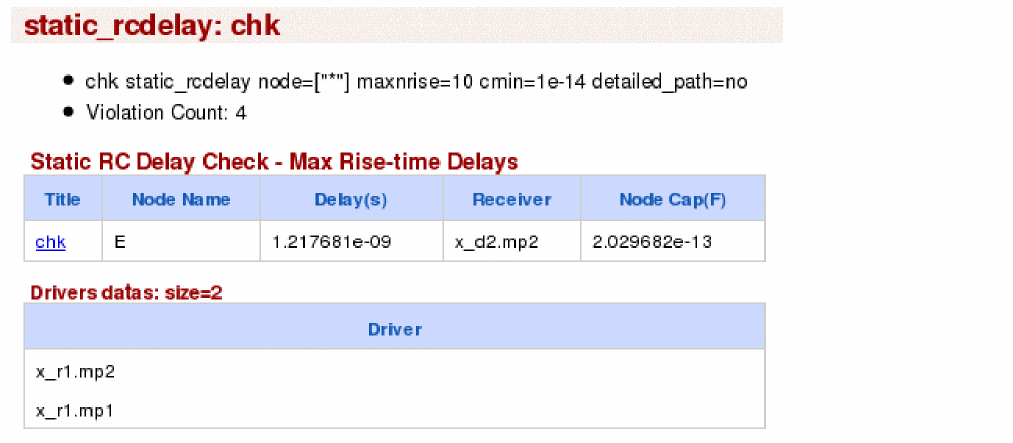 static_rcdelay: chk
• chk static_rcdelay node=["*"] maxnrise=10 cmin=1e-14 detailed_path=no
• Violation Count: 4
Static RC Delay Check - Max Rise-time Delays
Title Node Name Delay(s) Receiver Node Cap(F)
chk E 1.217681e-09 x_d2.mp2 2.029682e-13
Drivers datas: size=2
Driver
x_r1.mp2
x_r1.mp1